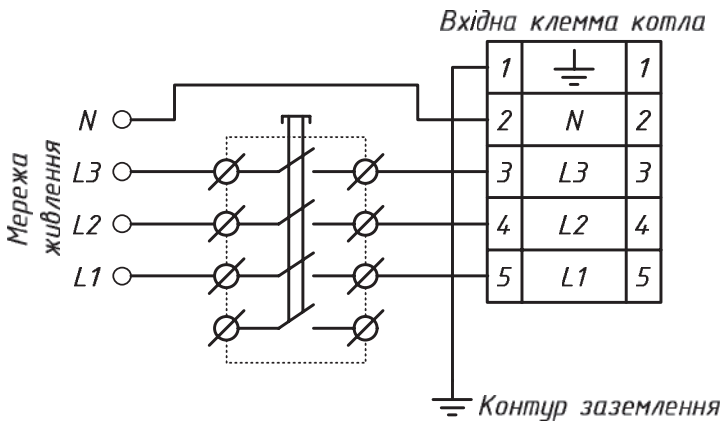 Вхідна клемма котла
1 1
N 2 N 2
L3 3 L3 3
L2 4 L2 4
L1 5 L1 5
Мережа
живлення
Контур заземлення